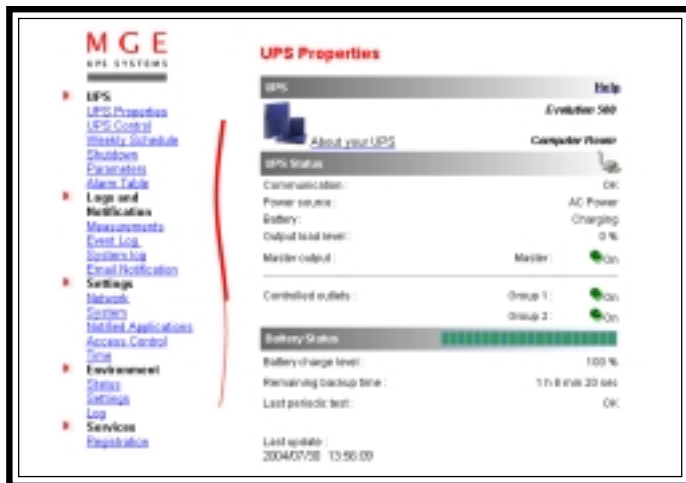 MGE
UPS SYSTEMS
UPS
UPS Properties
UPS Control
Weekly Schedule
Shutdown
Parameters
Alarm Table
Logs and
Notification
Measurements
Event Log
System log
Email Notification
Settings
Network
System
Notified Applications
Access Control
Time
Environment
Status
Settings
Log
Services
Registration
UPS Properties
UPS Help
Evolution 500
About your UPS Computer Room
UPS Status
Communication : OK
Power source : AC Power
Battery : Charging
Output load level : 0 %
Master output : Master : On
Controlled outlets : Group 1 : On
Group 2 : On
Battery Status
Battery charge level : 100 %
Remaining backup time : 1 h 8 min 20 sec
Last periodic test : OK
Last update :
2004/07/30 13:56:09